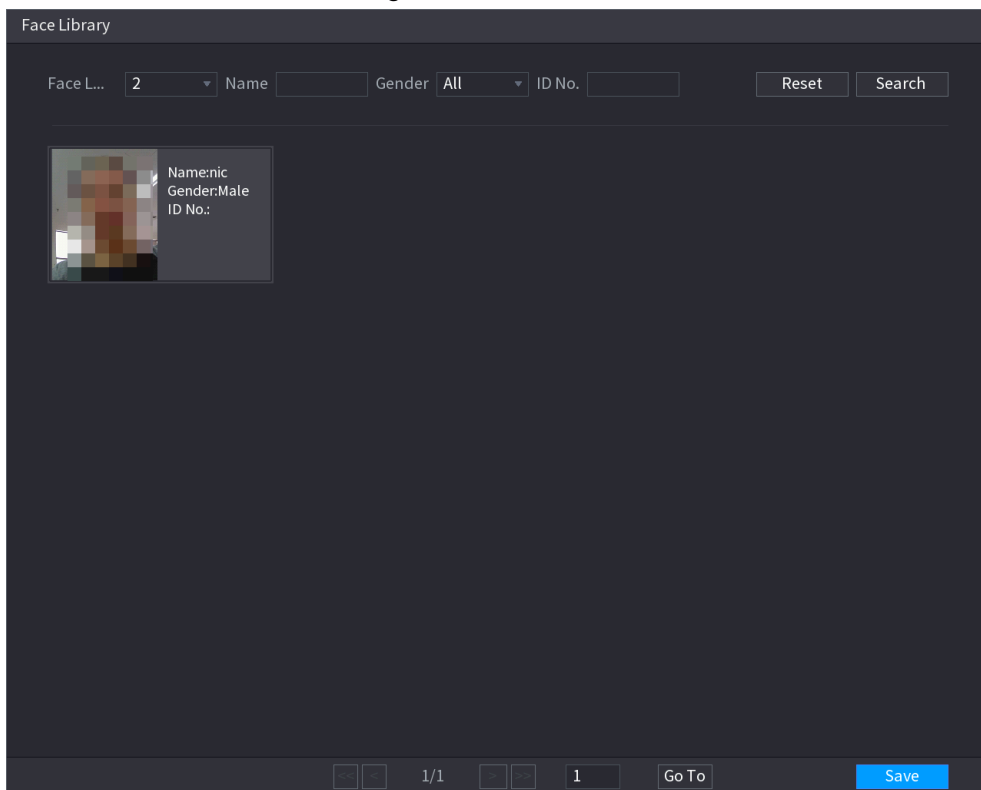 Face Library
Face L... 2 Name Gender All ID No. Reset Search
Name:nic
Gender:Male
ID No.:
<< < 1/1 > >> 1 Go To Save